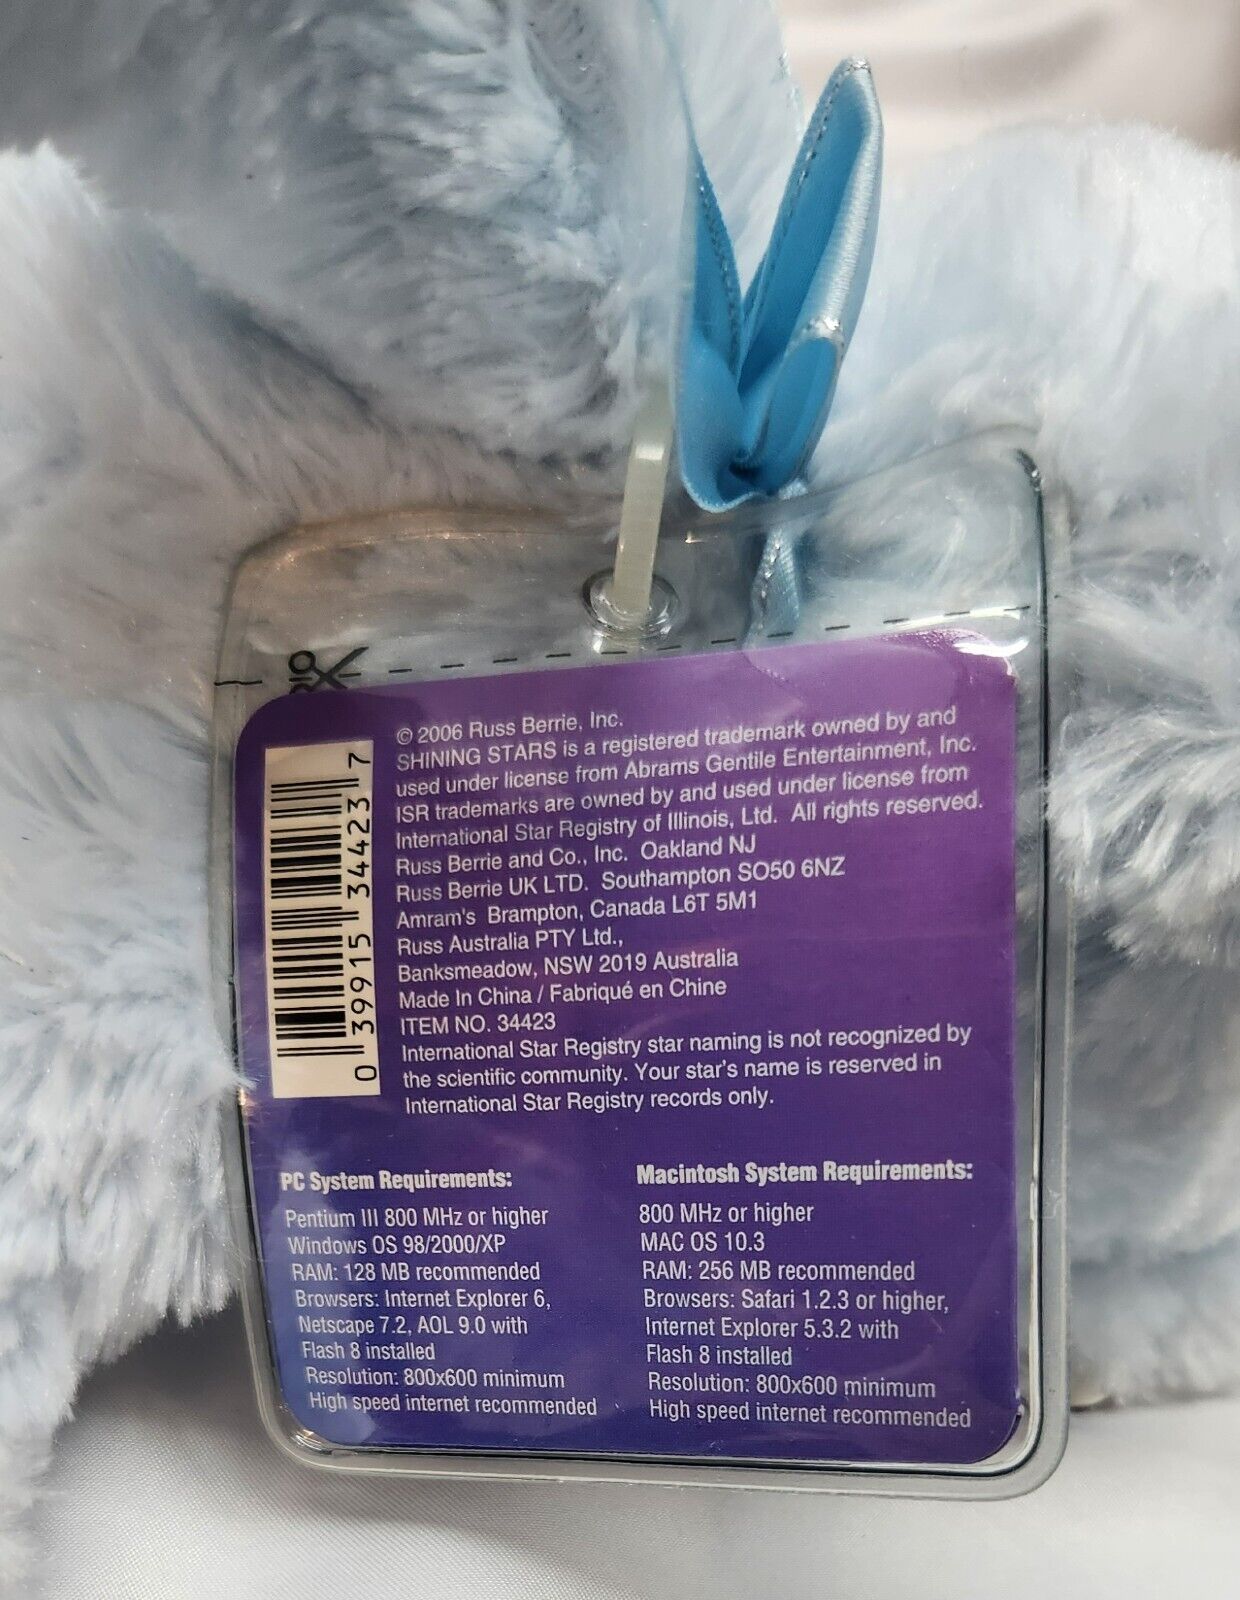 © 2006 Russ Berrie, Inc.
SHINING STARS is a registered trademark owned by and
used under license from Abrams Gentile Entertainment, Inc.
ISR trademarks are owned by and used under license from
International Star Registry of Illinois, Ltd. All rights reserved.
Russ Berrie and Co., Inc. Oakland NJ
Russ Berrie UK LTD. Southampton SO50 6NZ
Amram's Brampton, Canada L6T 5M1
Russ Australia PTY Ltd.,
Banksmeadow, NSW 2019 Australia
Made In China / Fabriqué en Chine
ITEM NO. 34423
International Star Registry star naming is not recognized by
the scientific community. Your star's name is reserved in
International Star Registry records only.
0 39915 34423 7
PC System Requirements:
Pentium III 800 MHz or higher
Windows OS 98/2000/XP
RAM: 128 MB recommended
Browsers: Internet Explorer 6,
Netscape 7.2, AOL 9.0 with
Flash 8 installed
Resolution: 800x600 minimum
High speed internet recommended
Macintosh System Requirements:
800 MHz or higher
MAC OS 10.3
RAM: 256 MB recommended
Browsers: Safari 1.2.3 or higher,
Internet Explorer 5.3.2 with
Flash 8 installed
Resolution: 800x600 minimum
High speed internet recommended